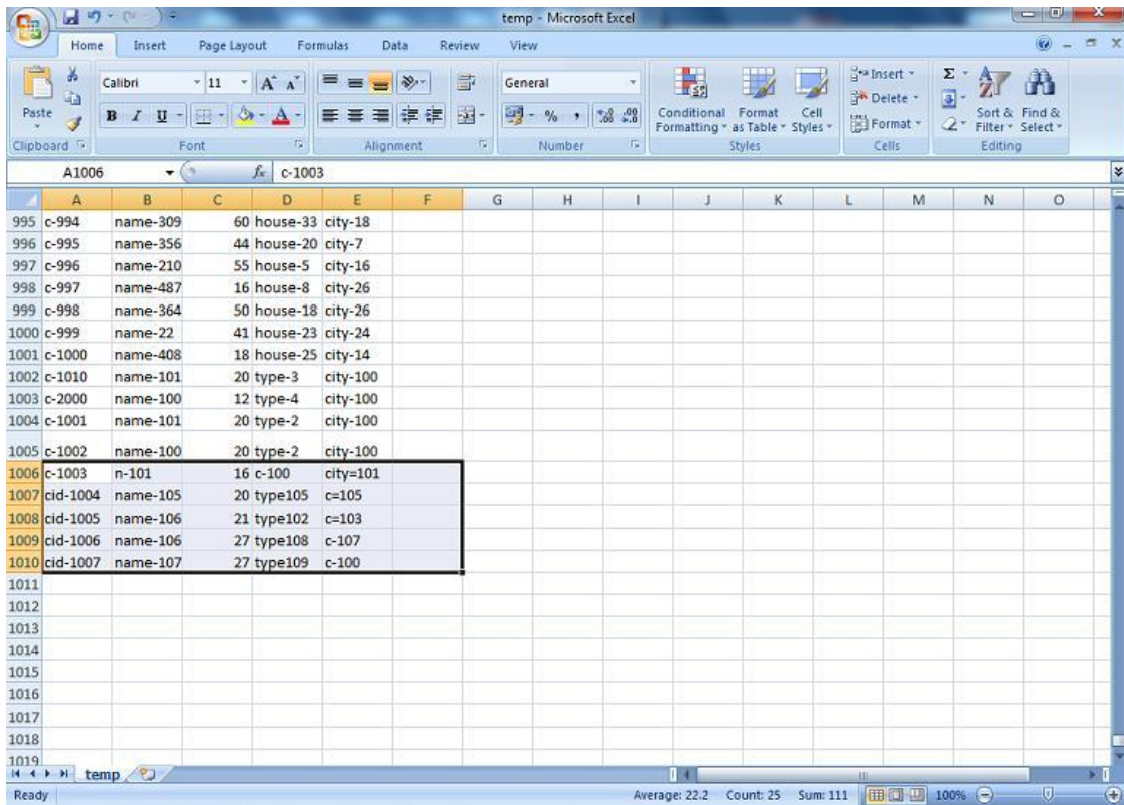 temp - Microsoft Excel
Home Insert Page Layout Formulas Data Review View
Paste
Calibri 11 A A
B I U A
General
% ,
Conditional Formatting
Format as Table
Cell Styles
Insert
Delete
Format
Σ
Sort & Filter
Find & Select
Clipboard Font Alignment Number Styles Cells Editing
A1006 fx c-1003
A B C D E F G H I J K L M N O
995 c-994 name-309 60 house-33 city-18
996 c-995 name-356 44 house-20 city-7
997 c-996 name-210 55 house-5 city-16
998 c-997 name-487 16 house-8 city-26
999 c-998 name-364 50 house-18 city-26
1000 c-999 name-22 41 house-23 city-24
1001 c-1000 name-408 18 house-25 city-14
1002 c-1010 name-101 20 type-3 city-100
1003 c-2000 name-100 12 type-4 city-100
1004 c-1001 name-101 20 type-2 city-100
1005 c-1002 name-100 20 type-2 city-100
1006 c-1003 n-101 16 c-100 city=101
1007 cid-1004 name-105 20 type105 c=105
1008 cid-1005 name-106 21 type102 c=103
1009 cid-1006 name-106 27 type108 c-107
1010 cid-1007 name-107 27 type109 c-100
1011
1012
1013
1014
1015
1016
1017
1018
1019
temp
Ready Average: 22.2 Count: 25 Sum: 111 100%